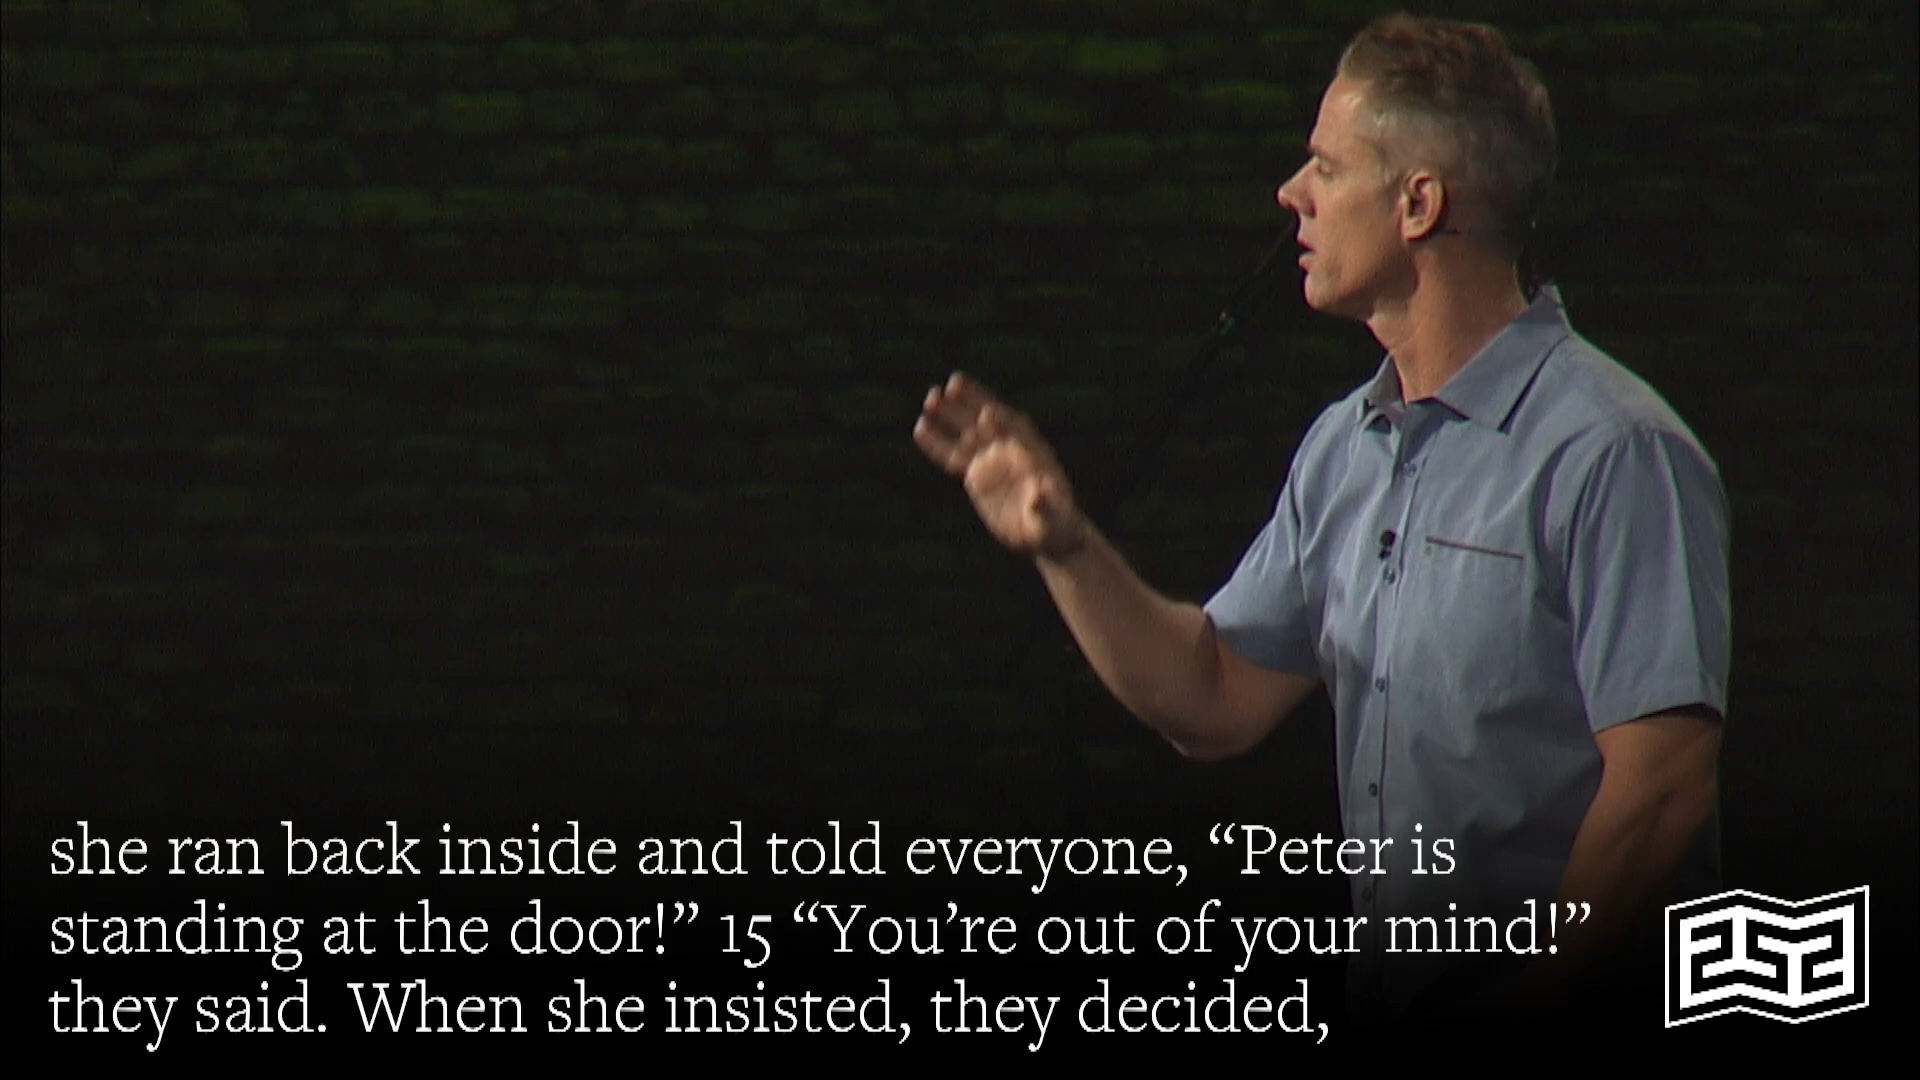 she ran back inside and told everyone, “Peter is
standing at the door!” 15 “You’re out of your mind!”
they said. When she insisted, they decided,